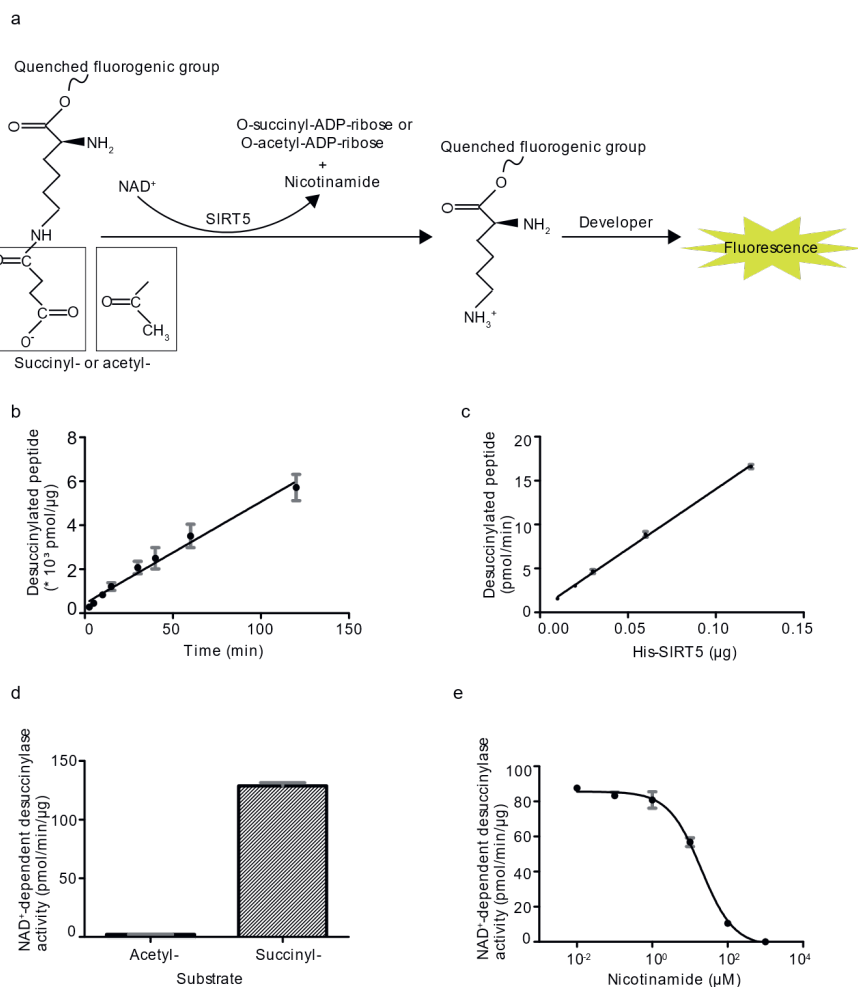 a
Quenched fluorogenic group
O
O
NH₂
NH
O
C
C
O
O⁻
O
C
CH₃
Succinyl- or acetyl-
NAD⁺
SIRT5
O-succinyl-ADP-ribose or
O-acetyl-ADP-ribose
+
Nicotinamide
Quenched fluorogenic group
O
O
C
NH₂
NH₃⁺
Developer
Fluorescence
b
Desuccinylated peptide
(* 10³ pmol/µg)
8
6
4
2
0
0
50
100
150
Time (min)
c
Desuccinylated peptide
(pmol/min)
20
15
10
5
0
0.00
0.05
0.10
0.15
His-SIRT5 (µg)
d
NAD⁺-dependent desuccinylase
activity (pmol/min/µg)
150
100
50
0
Acetyl-
Succinyl-
Substrate
e
NAD⁺-dependent desuccinylase
activity (pmol/min/µg)
100
80
60
40
20
0
10⁻²
10⁰
10²
10⁴
Nicotinamide (µM)